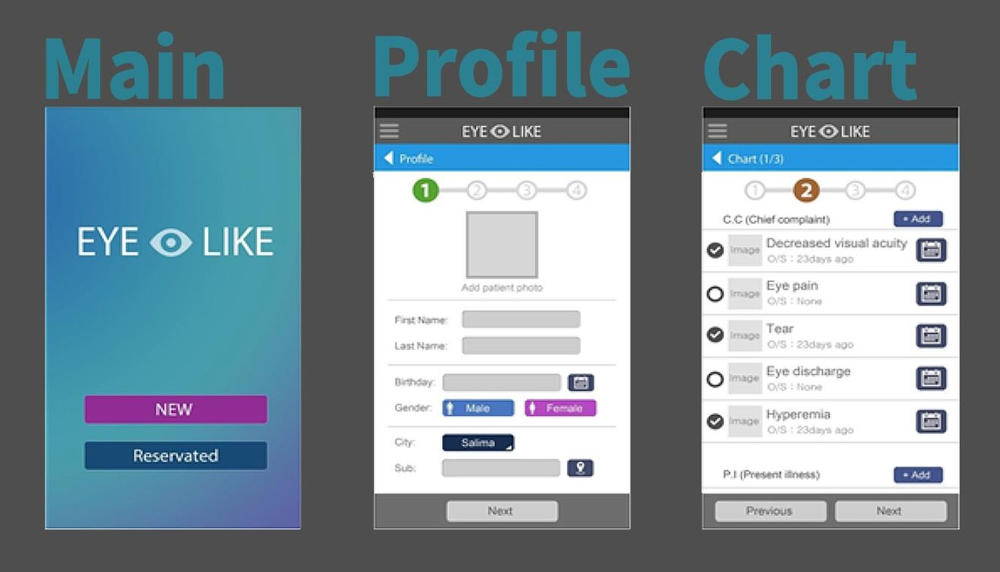 Main
EYE LIKE
NEW
Reservated
Profile
EYE LIKE
Profile
1 2 3 4
Add patient photo
First Name:
Last Name:
Birthday:
Gender: Male Female
City: Salima
Sub:
Next
Chart
EYE LIKE
Chart (1/3)
1 2 3 4
C.C (Chief complaint) + Add
Image Decreased visual acuity
O/S : 23days ago
Image Eye pain
O/S : None
Image Tear
O/S : 23days ago
Image Eye discharge
O/S : None
Image Hyperemia
O/S : 23days ago
P.I (Present illness) + Add
Previous Next